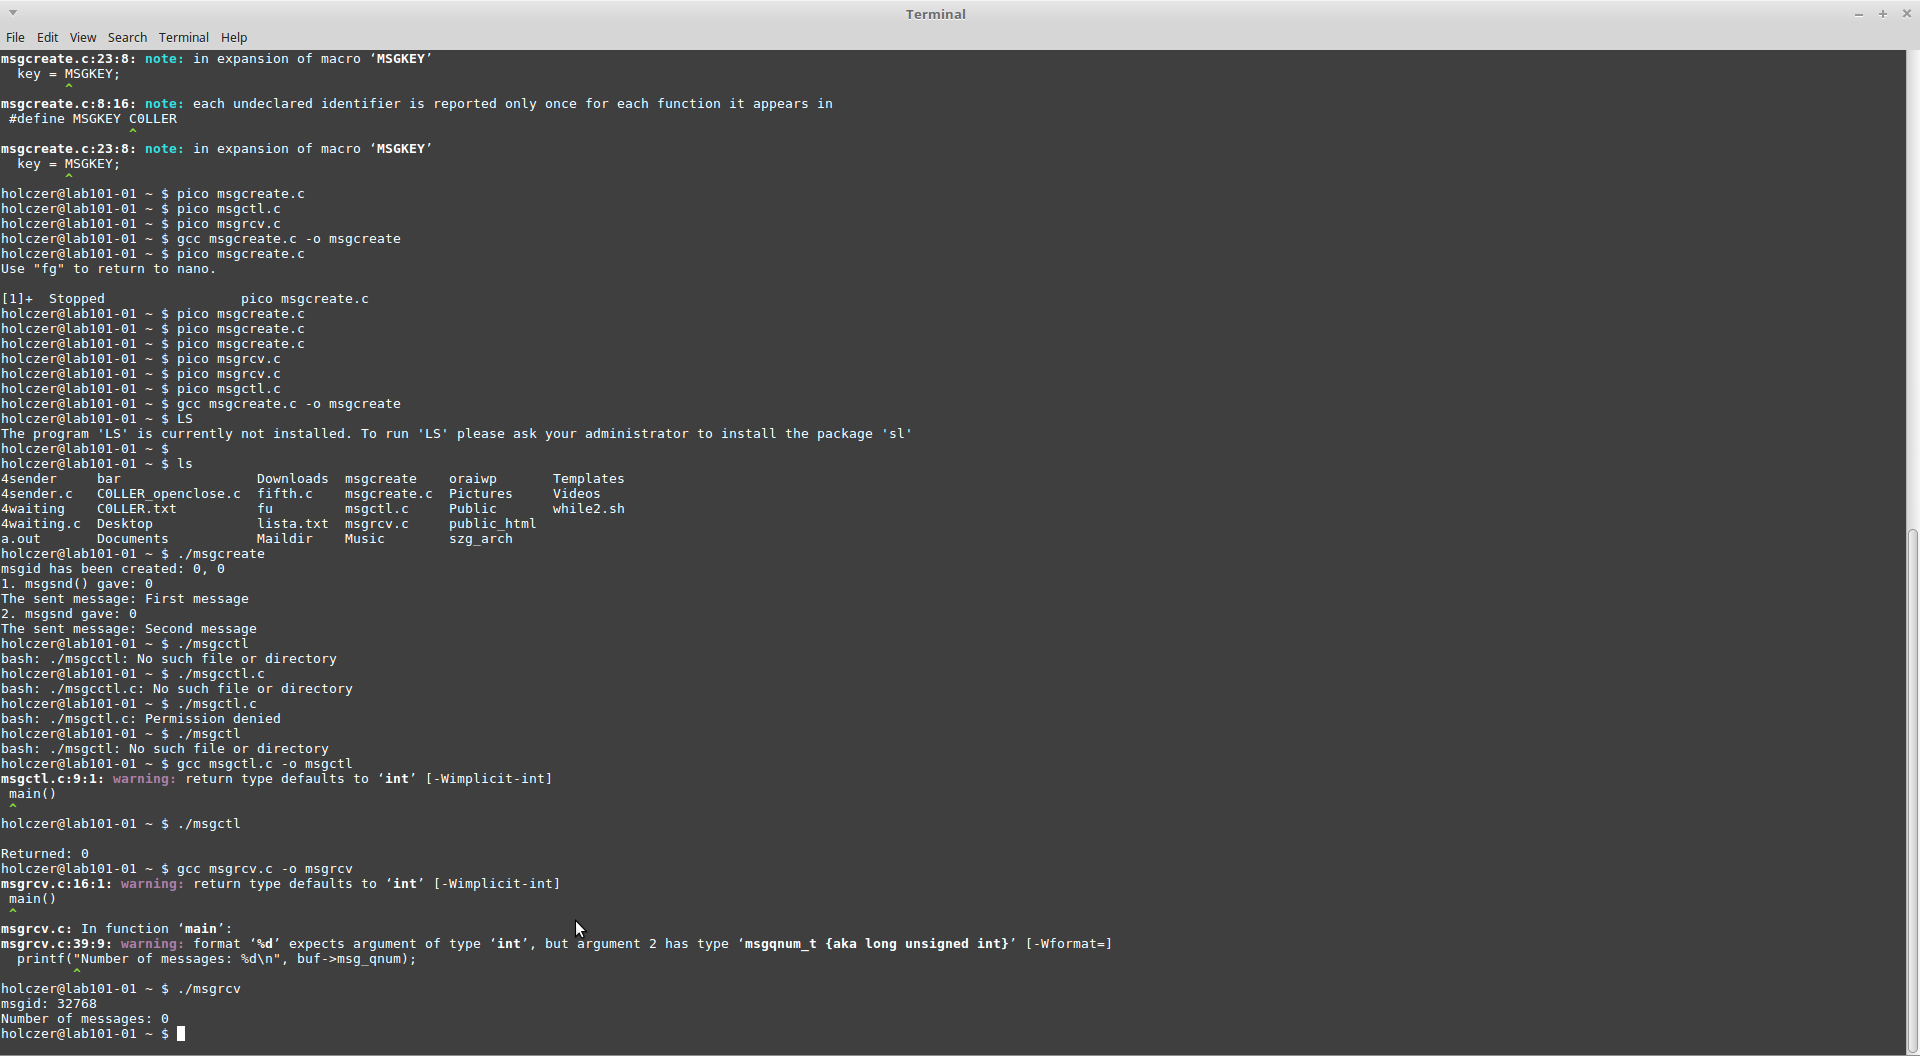 Terminal
File Edit View Search Terminal Help
msgcreate.c:23:8: note: in expansion of macro ‘MSGKEY’
  key = MSGKEY;
        ^
msgcreate.c:8:16: note: each undeclared identifier is reported only once for each function it appears in
 #define MSGKEY C0LLER
                ^
msgcreate.c:23:8: note: in expansion of macro ‘MSGKEY’
  key = MSGKEY;
        ^
holczer@lab101-01 ~ $ pico msgcreate.c
holczer@lab101-01 ~ $ pico msgctl.c
holczer@lab101-01 ~ $ pico msgrcv.c
holczer@lab101-01 ~ $ gcc msgcreate.c -o msgcreate
holczer@lab101-01 ~ $ pico msgcreate.c
Use "fg" to return to nano.
[1]+  Stopped                 pico msgcreate.c
holczer@lab101-01 ~ $ pico msgcreate.c
holczer@lab101-01 ~ $ pico msgcreate.c
holczer@lab101-01 ~ $ pico msgcreate.c
holczer@lab101-01 ~ $ pico msgrcv.c
holczer@lab101-01 ~ $ pico msgrcv.c
holczer@lab101-01 ~ $ pico msgctl.c
holczer@lab101-01 ~ $ gcc msgcreate.c -o msgcreate
holczer@lab101-01 ~ $ LS
The program 'LS' is currently not installed. To run 'LS' please ask your administrator to install the package 'sl'
holczer@lab101-01 ~ $
holczer@lab101-01 ~ $ ls
4sender     bar                 Downloads  msgcreate    oraiwp       Templates
4sender.c   C0LLER_openclose.c  fifth.c    msgcreate.c  Pictures     Videos
4waiting    C0LLER.txt          fu         msgctl.c     Public       while2.sh
4waiting.c  Desktop             lista.txt  msgrcv.c     public_html
a.out       Documents           Maildir    Music        szg_arch
holczer@lab101-01 ~ $ ./msgcreate
msgid has been created: 0, 0
1. msgsnd() gave: 0
The sent message: First message
2. msgsnd gave: 0
The sent message: Second message
holczer@lab101-01 ~ $ ./msgcctl
bash: ./msgcctl: No such file or directory
holczer@lab101-01 ~ $ ./msgcctl.c
bash: ./msgcctl.c: No such file or directory
holczer@lab101-01 ~ $ ./msgctl.c
bash: ./msgctl.c: Permission denied
holczer@lab101-01 ~ $ ./msgctl
bash: ./msgctl: No such file or directory
holczer@lab101-01 ~ $ gcc msgctl.c -o msgctl
msgctl.c:9:1: warning: return type defaults to ‘int’ [-Wimplicit-int]
 main()
 ^
holczer@lab101-01 ~ $ ./msgctl
Returned: 0
holczer@lab101-01 ~ $ gcc msgrcv.c -o msgrcv
msgrcv.c:16:1: warning: return type defaults to ‘int’ [-Wimplicit-int]
 main()
 ^
msgrcv.c: In function ‘main’:
msgrcv.c:39:9: warning: format ‘%d’ expects argument of type ‘int’, but argument 2 has type ‘msgqnum_t {aka long unsigned int}’ [-Wformat=]
  printf("Number of messages: %d\n", buf->msg_qnum);
         ^
holczer@lab101-01 ~ $ ./msgrcv
msgid: 32768
Number of messages: 0
holczer@lab101-01 ~ $